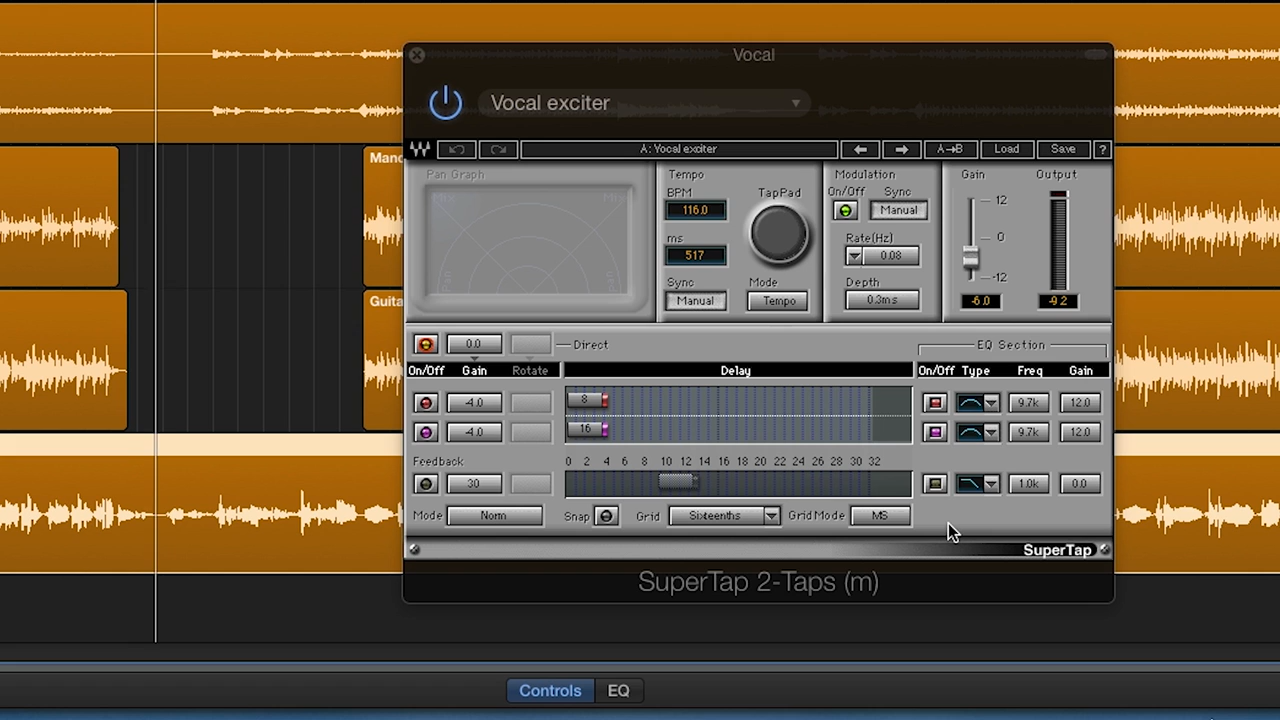 Vocal
Vocal exciter
A: Vocal exciter
A→B
Load
Save
?
Manc
Guita
Pan Graph
Tempo
BPM
116.0
ms
517
Sync
Manual
TapPad
Mode
Tempo
Modulation
On/Off
Sync
Manual
Rate(Hz)
0.08
Depth
0.3ms
Gain
12
0
-12
-6.0
Output
-9.2
0.0
Direct
EQ Section
On/Off Gain Rotate Delay On/Off Type Freq Gain
-4.0 8 9.7k 12.0
-4.0 16 9.7k 12.0
Feedback 0 2 4 6 8 10 12 14 16 18 20 22 24 26 28 30 32
30 1.0k 0.0
Mode Norm Snap Grid Sixteenths Grid Mode MS
SuperTap
SuperTap 2-Taps (m)
Controls EQ